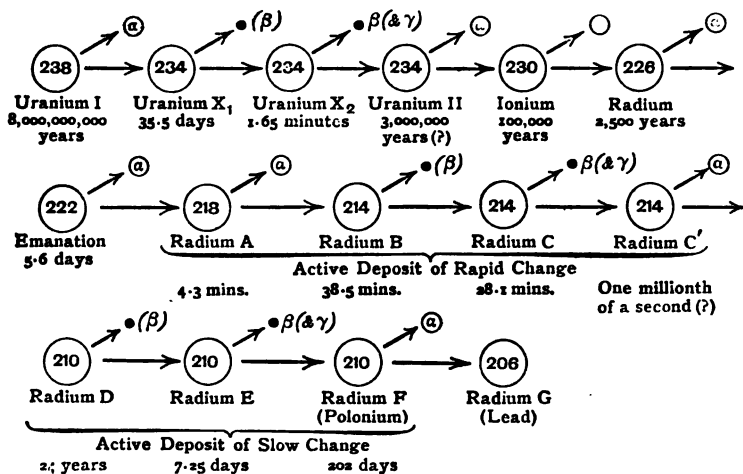 α (β) β(& γ) α
238 234 234 234 230 226
Uranium I Uranium X₁ Uranium X₂ Uranium II Ionium Radium
8,000,000,000 35·5 days 1·65 minutes 3,000,000 100,000 2,500 years
years years (?) years
α α (β) β(& γ) α
222 218 214 214 214
Emanation Radium A Radium B Radium C Radium C′
5·6 days
Active Deposit of Rapid Change
4·3 mins. 38·5 mins. 28·1 mins. One millionth
of a second (?)
(β) β(& γ) α
210 210 210 206
Radium D Radium E Radium F Radium G
(Polonium) (Lead)
Active Deposit of Slow Change
years 7·25 days 202 days